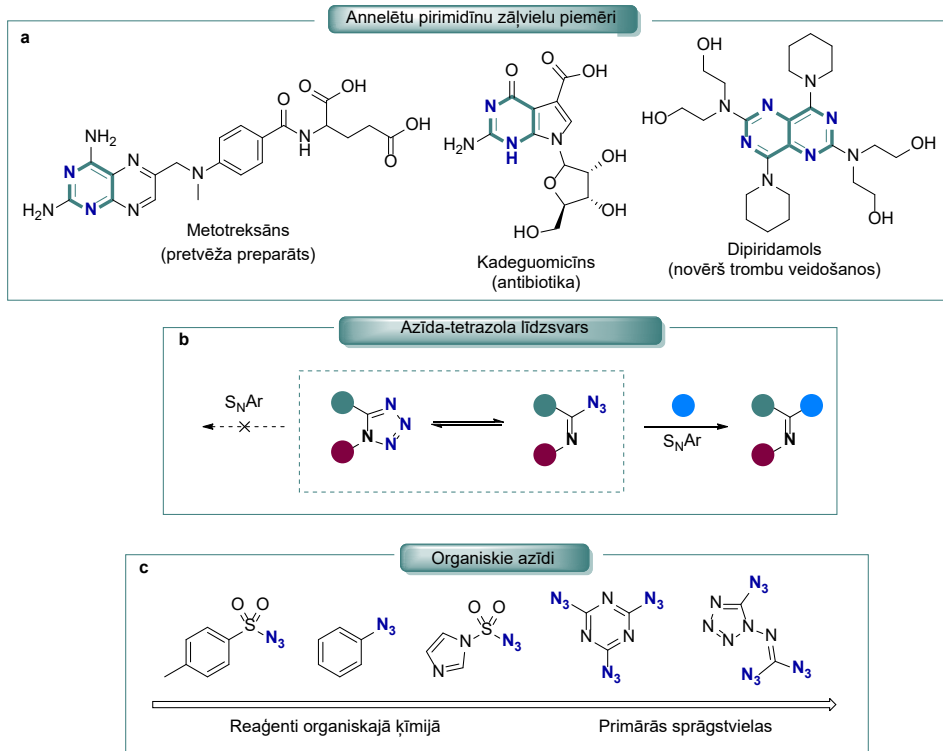 Annelētu pirimidīnu zāļvielu piemēri
a
NH2
N
N
H2N
N
N
N
O
N
H
O
OH
O
OH
Metotreksāns
(pretvēža preparāts)
O
O
OH
N
H2N
N
H
N
O
OH
OH
HO
Kadeguomicīns
(antibiotika)
OH
HO
N
N
N
N
N
N
N
N
OH
OH
Dipiridamols
(novērš trombu veidošanos)
Azīda-tetrazola līdzsvars
b
SNAr
N
N
N
N
N3
N
SNAr
N
Organiskie azīdi
c
O
O
S
N3
N3
O
O
N
S
N3
N
N3
N
N3
N
N
N3
N3
N
N
N
N
N
N3
N3
Reaģenti organiskajā ķīmijā
Primārās sprāgstvielas